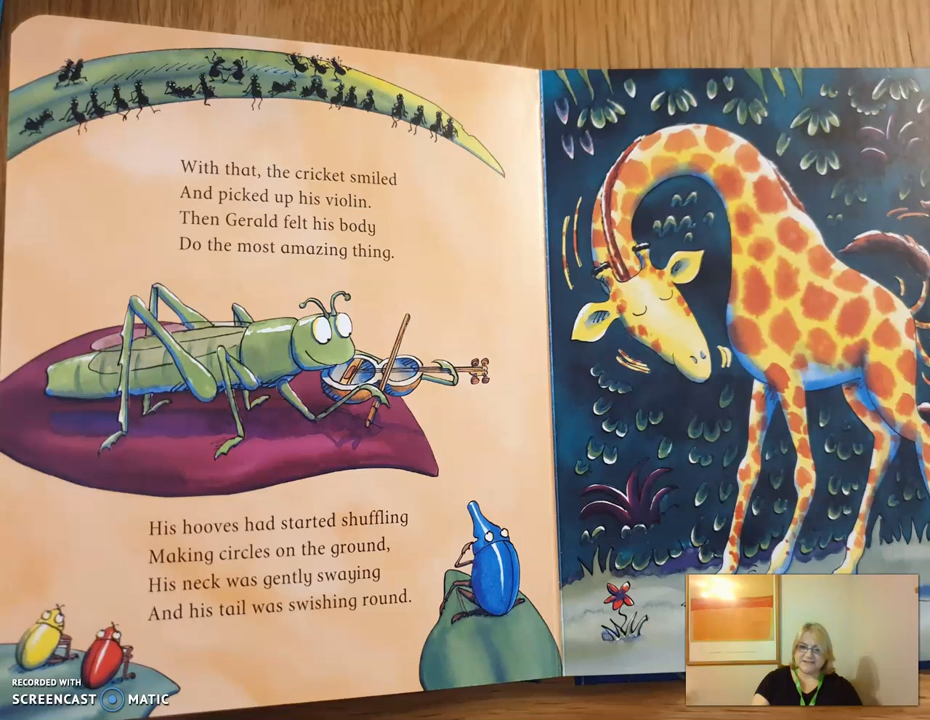 With that, the cricket smiled
And picked up his violin.
Then Gerald felt his body
Do the most amazing thing.
His hooves had started shuffling
Making circles on the ground,
His neck was gently swaying
And his tail was swishing round.
RECORDED WITH
SCREENCAST MATIC